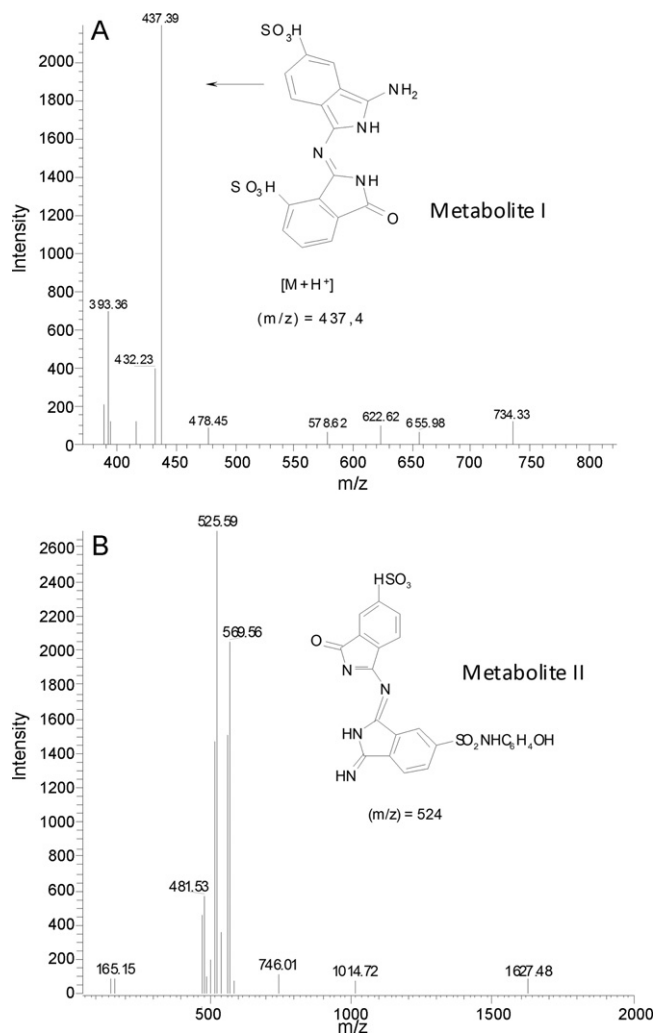 A
437.39
SO3H
2000
1800
1600
1400
1200
1000
800
600
400
200
0
Intensity
NH2
NH
N
SO3H
NH
O
Metabolite I
[M+H+]
(m/z) = 437,4
393.36
432.23
478.45
578.62
622.62
655.98
734.33
400 450 500 550 600 650 700 750 800
m/z
B
525.59
569.56
2600
2400
2200
2000
1800
1600
1400
1200
1000
800
600
400
200
0
Intensity
HSO3
O
N
N
HN
HN
SO2NHC6H4OH
Metabolite II
(m/z) = 524
481.53
165.15
746.01
1014.72
1627.48
500 1000 1500 2000
m/z